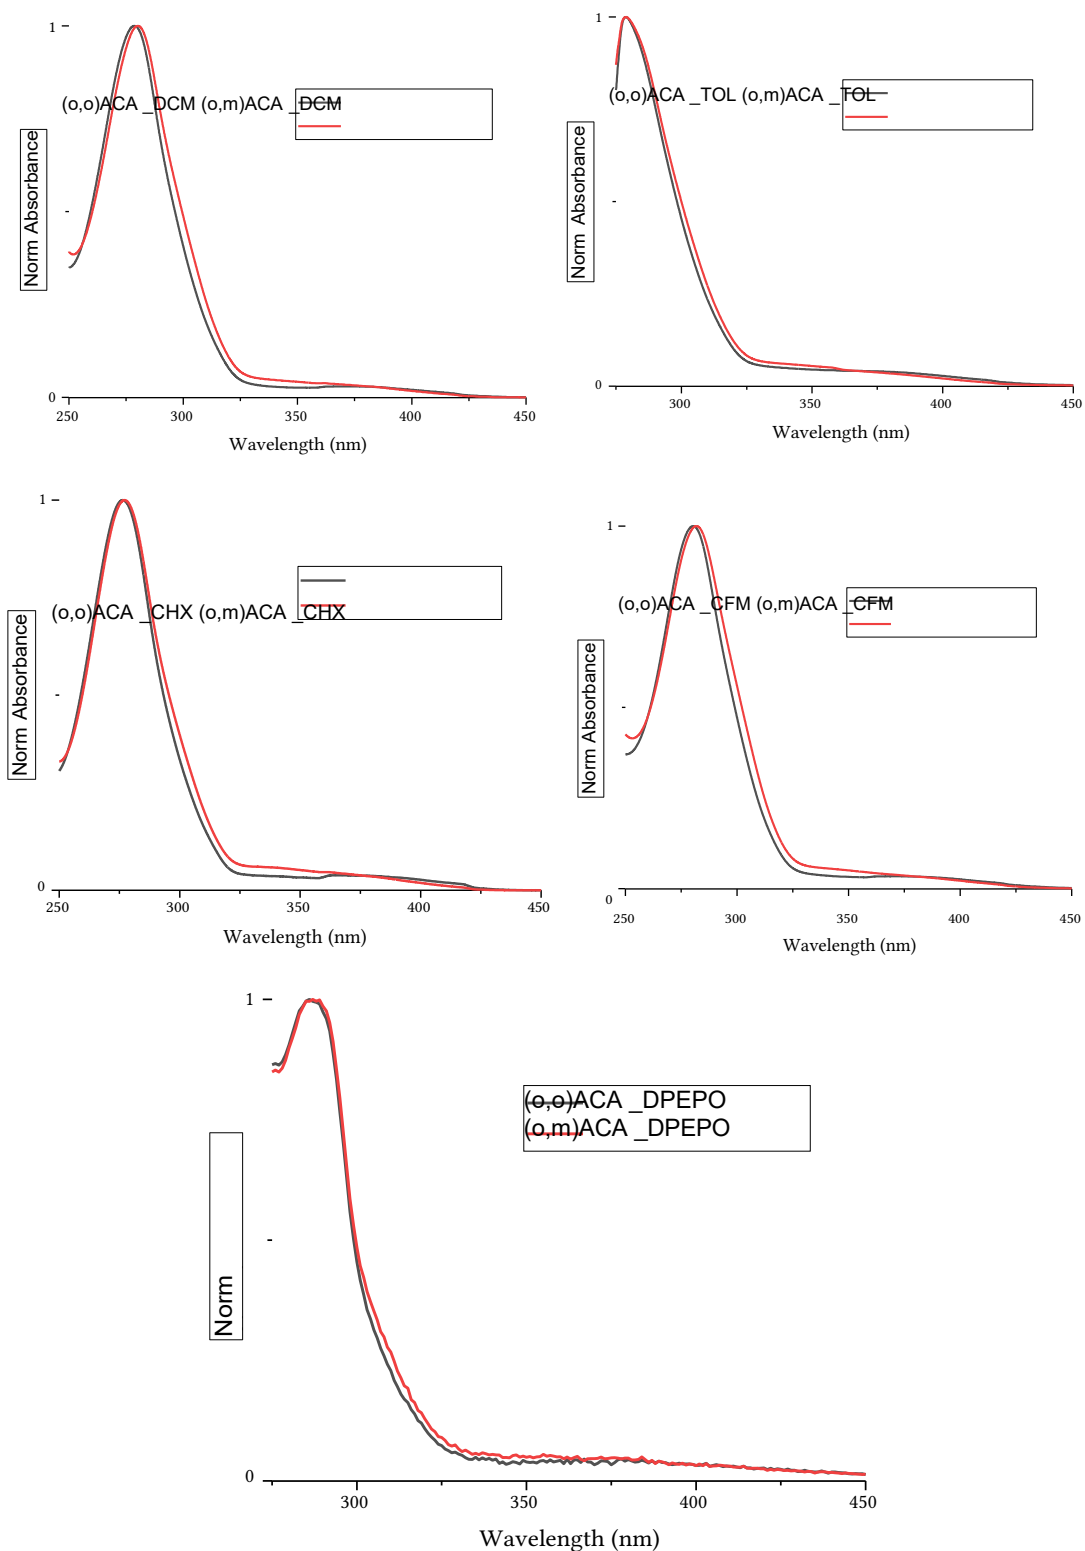 1
(o,o)ACA _DCM (o,m)ACA _DCM
Norm Absorbance
0
250 300 350 400 450
Wavelength (nm)
1
(o,o)ACA _TOL (o,m)ACA _TOL
Norm Absorbance
0
300 350 400 450
Wavelength (nm)
1
(o,o)ACA _CHX (o,m)ACA _CHX
Norm Absorbance
0
250 300 350 400 450
Wavelength (nm)
1
(o,o)ACA _CFM (o,m)ACA _CFM
Norm Absorbance
0
250 300 350 400 450
Wavelength (nm)
1
(o,o)ACA _DPEPO
(o,m)ACA _DPEPO
Norm
0
300 350 400 450
Wavelength (nm)